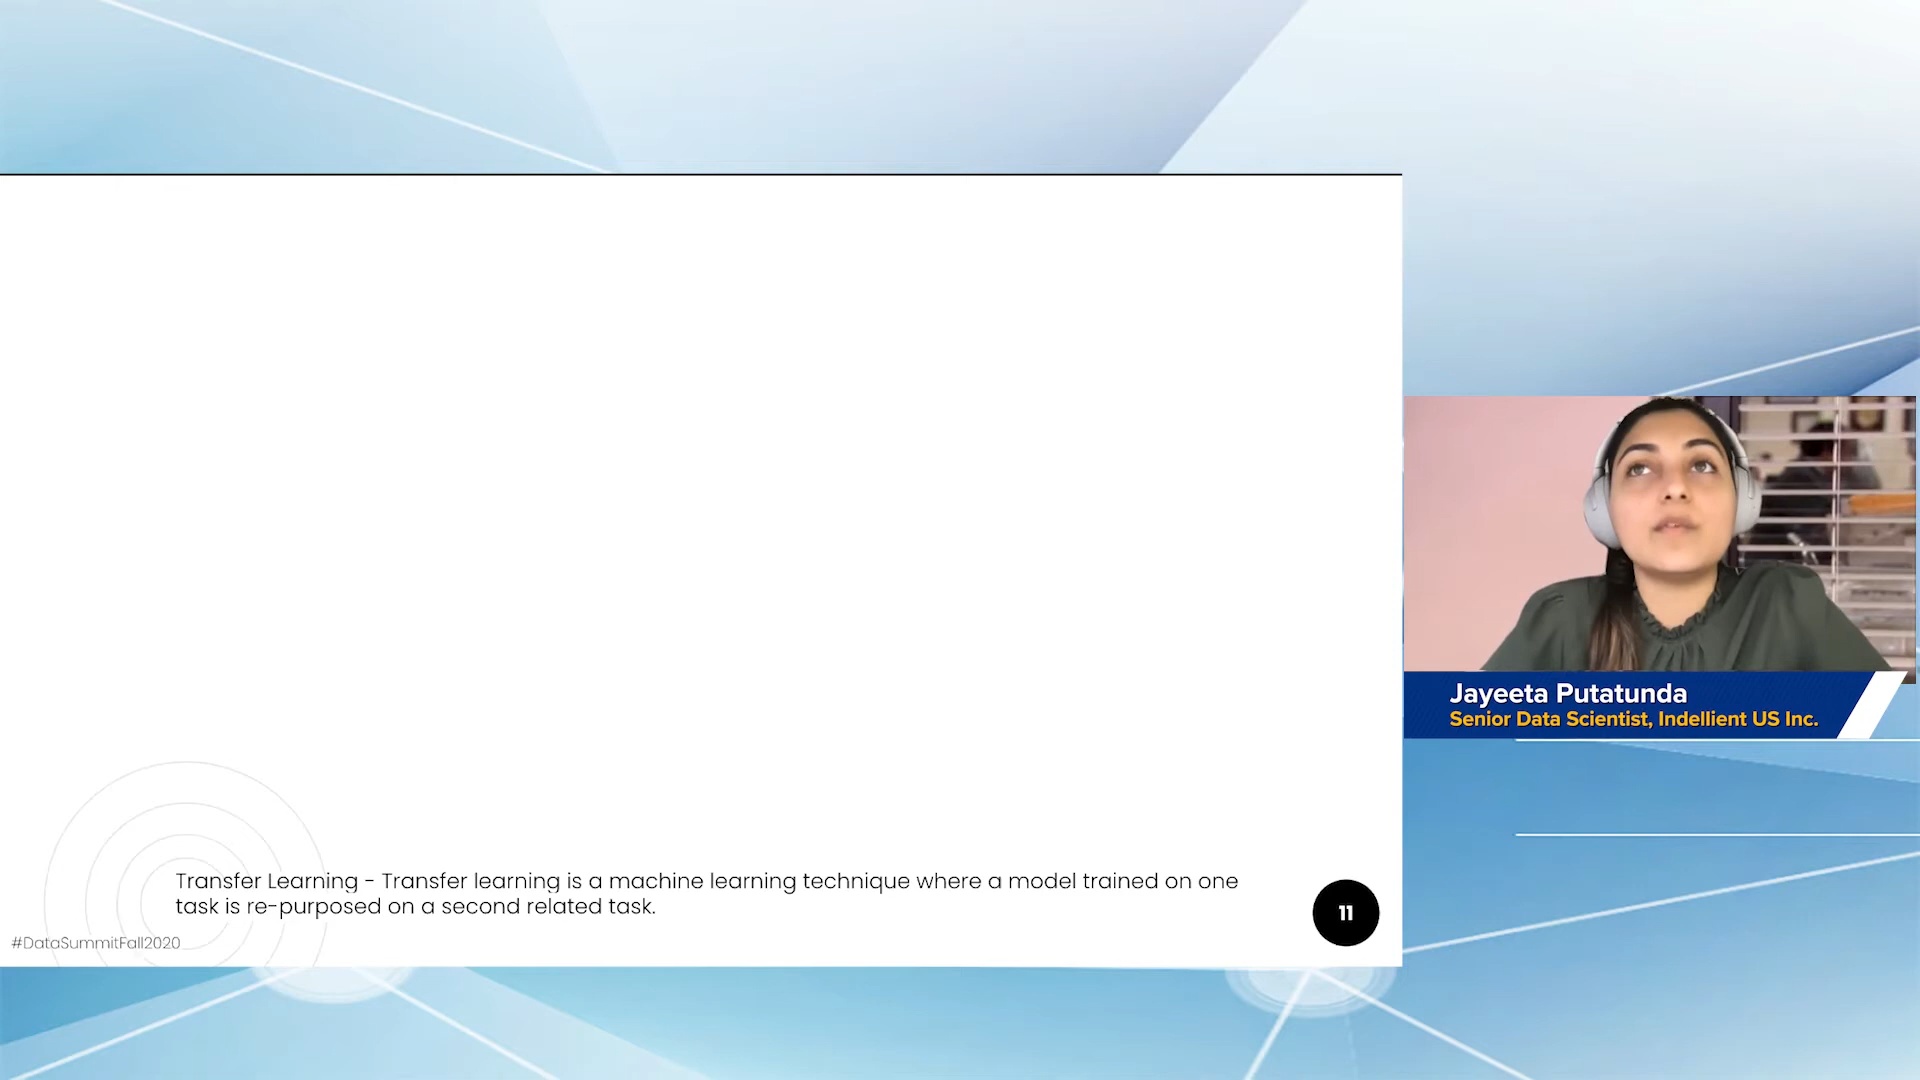 Transfer Learning - Transfer learning is a machine learning technique where a model trained on one
task is re-purposed on a second related task.
11
#DataSummitFall2020
Jayeeta Putatunda
Senior Data Scientist, Indellient US Inc.